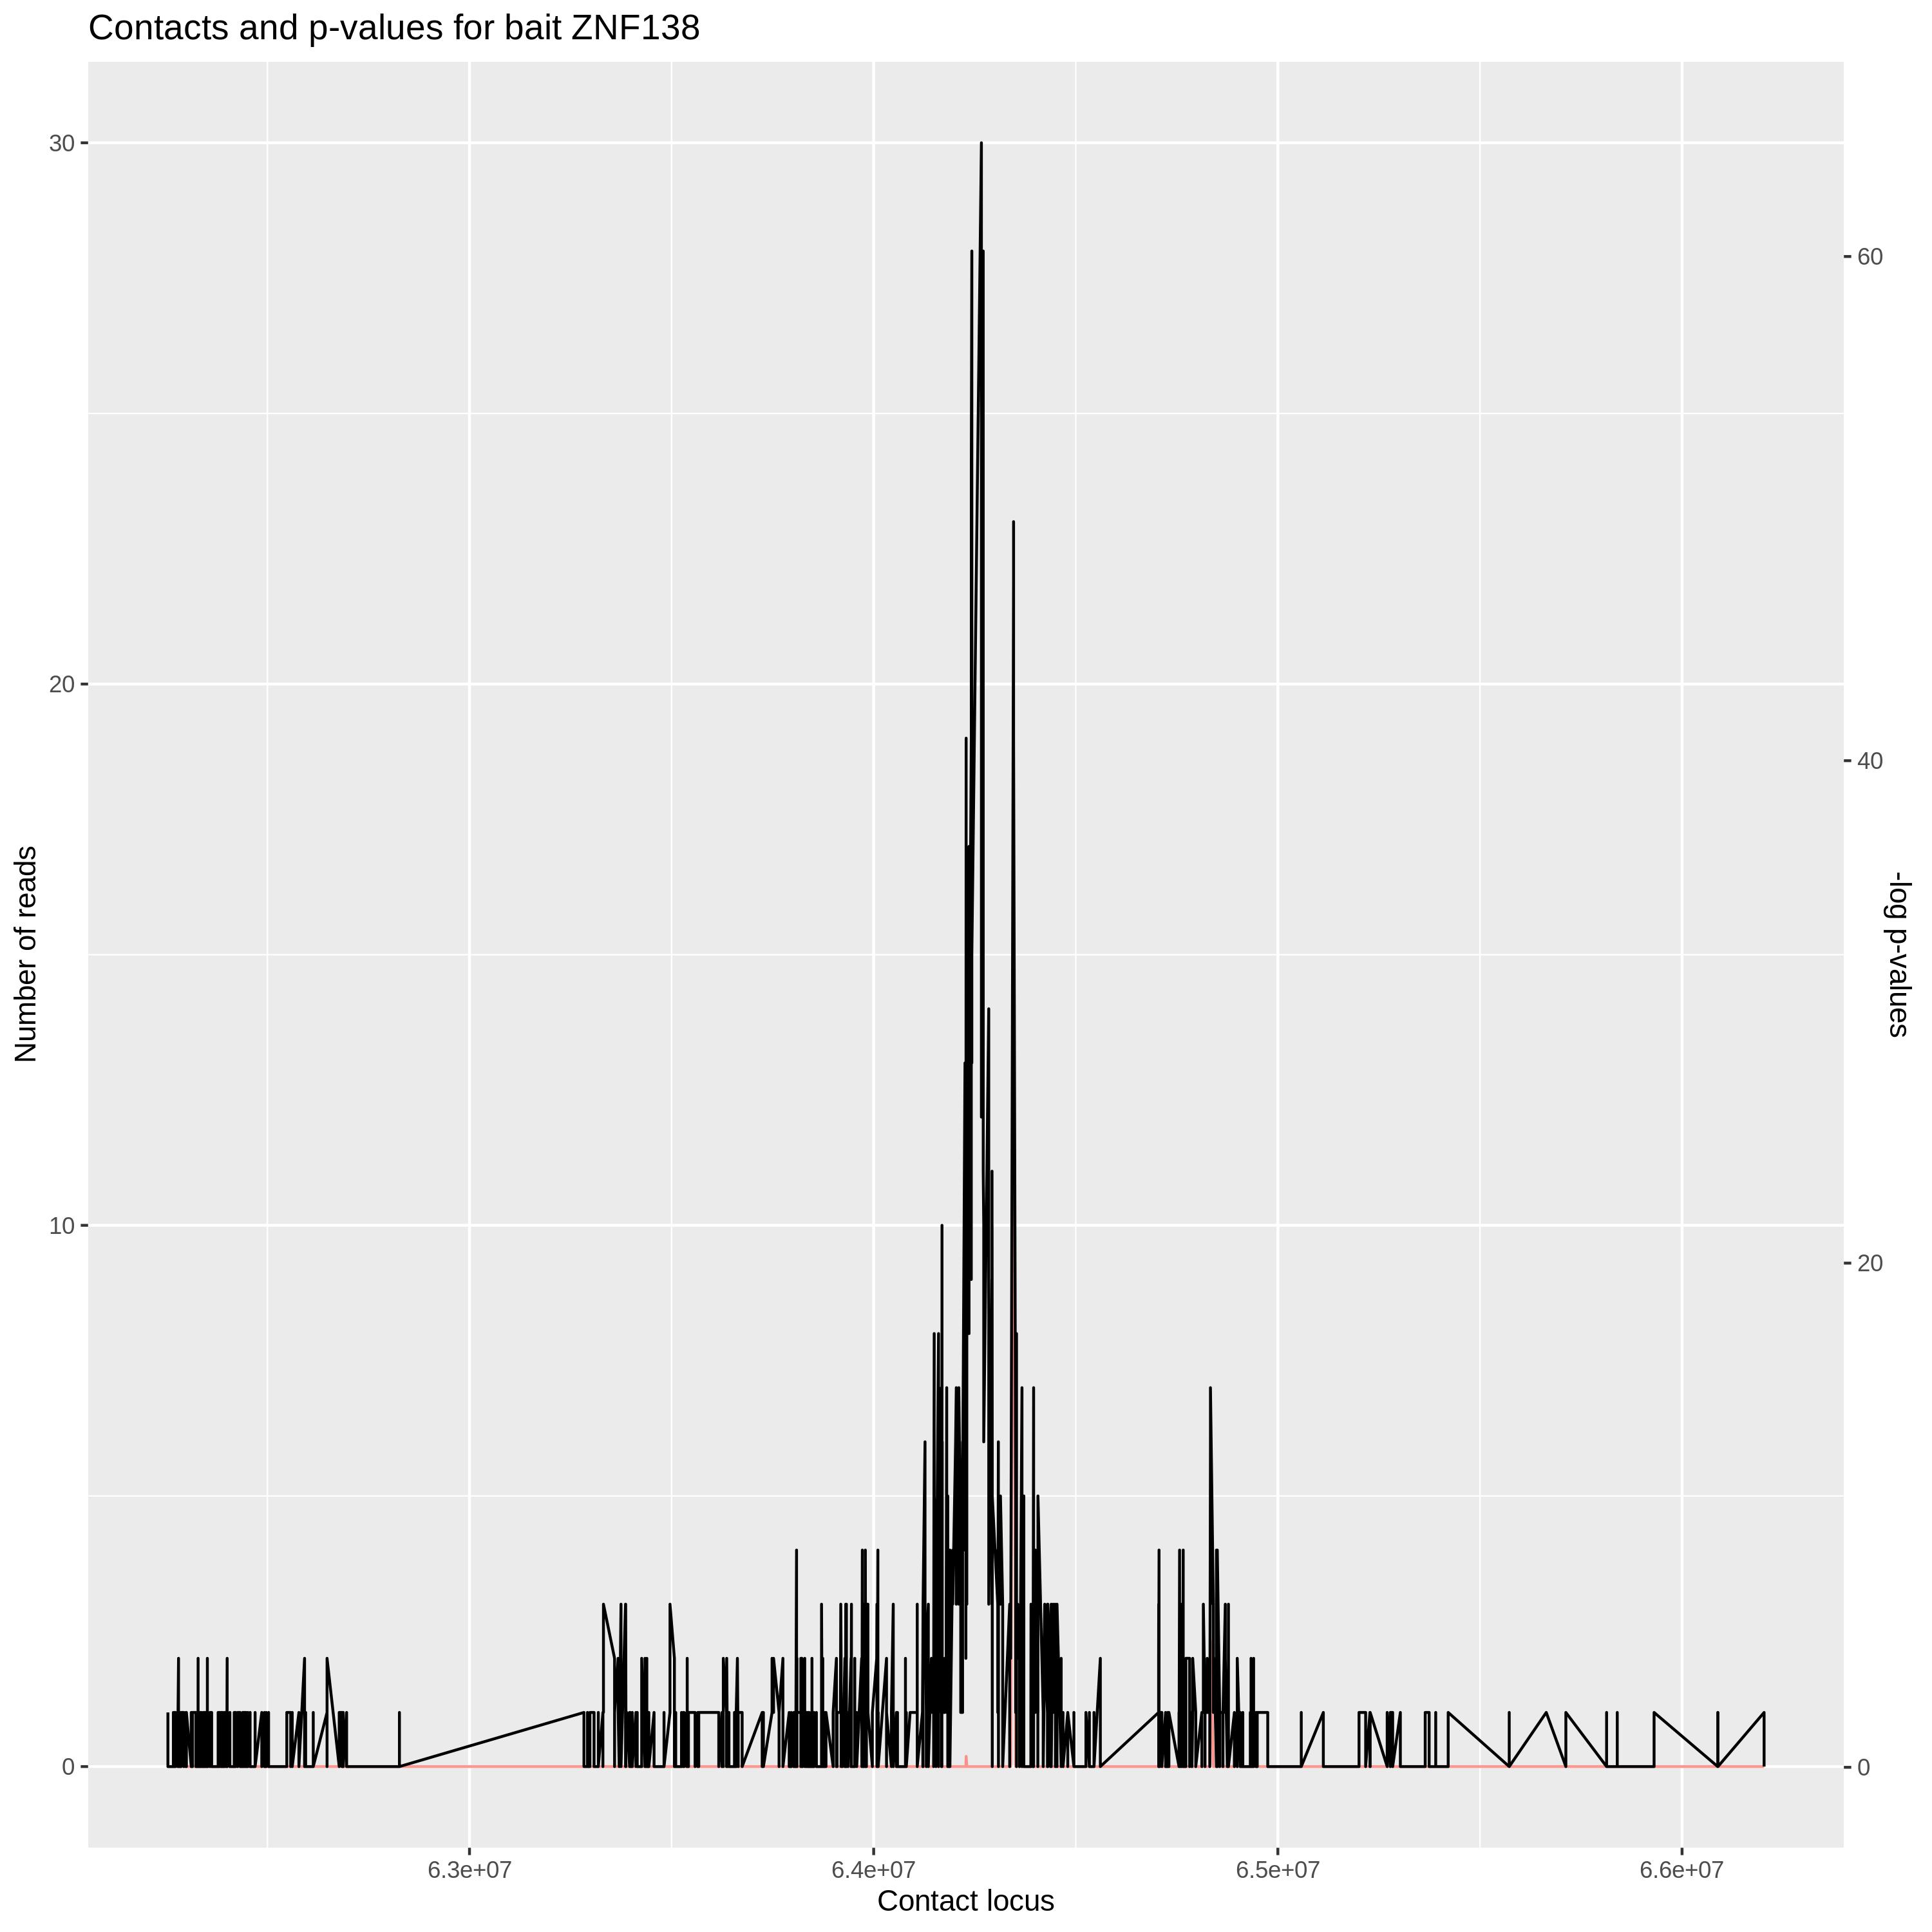 Contacts and p-values for bait ZNF138
30
20
10
0
Number of reads
60
40
20
0
-log p-values
6.3e+07 6.4e+07 6.5e+07 6.6e+07
Contact locus